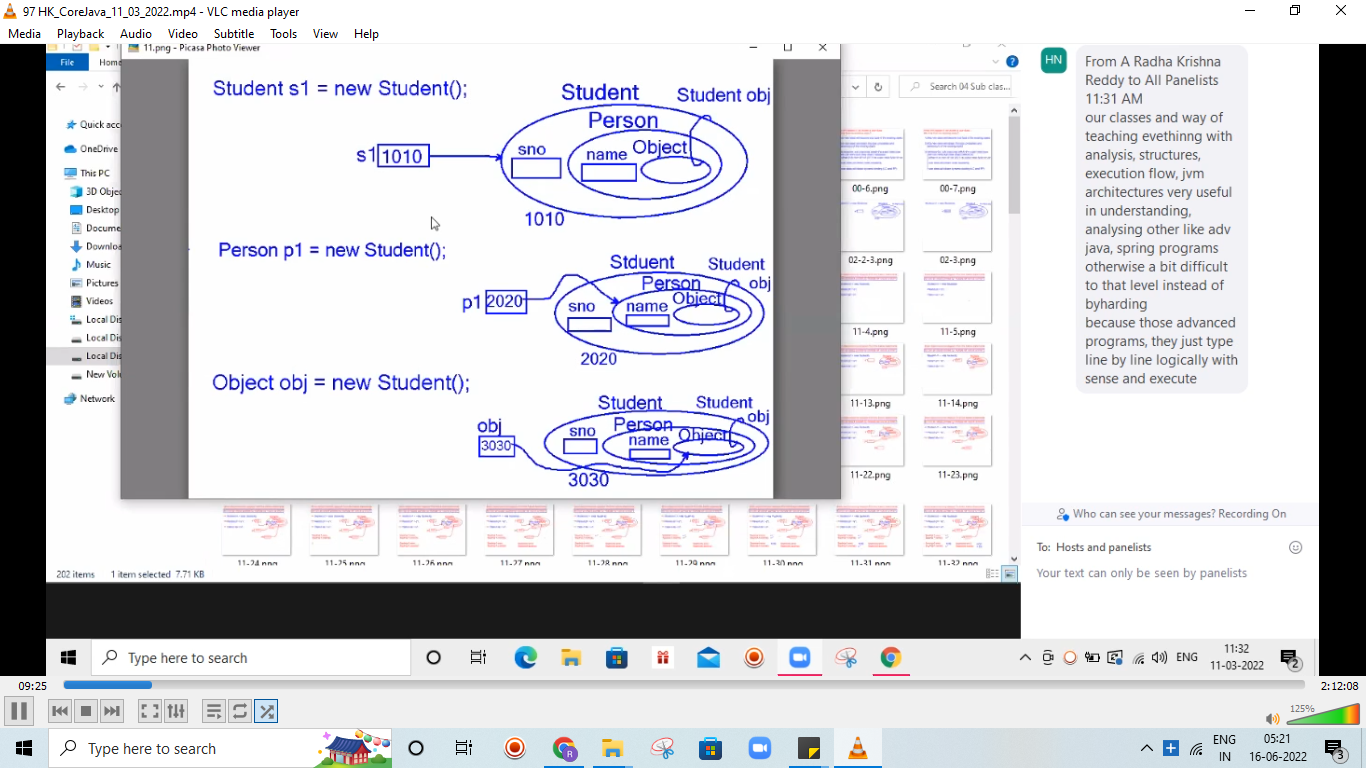 97 HK_CoreJava_11_03_2022.mp4 - VLC media player
Media Playback Audio Video Subtitle Tools View Help
11.png - Picasa Photo Viewer
File Home
Search 04 Sub clas...
Quick acc
OneDrive
This PC
3D Objec
Desktop
Docume
Downloa
Music
Pictures
Videos
Local Dis
Local Dis
Local Dis
New Volu
Network
Student s1 = new Student();
Student
Student obj
Person
sno
name
Object
s1
1010
1010
Person p1 = new Student();
Stduent
Student
obj
Person
Object
sno
name
p1
2020
2020
Object obj = new Student();
Student
Student
obj
Person
Object
sno
name
obj
3030
3030
00-6.png 00-7.png
02-2-3.png 02-3.png
11-4.png 11-5.png
11-13.png 11-14.png
11-22.png 11-23.png
11-24.png 11-25.png 11-26.png 11-27.png 11-28.png 11-29.png 11-30.png 11-31.png 11-32.png
202 items 1 item selected 7.71 KB
HN
From A Radha Krishna
Reddy to All Panelists
11:31 AM
our classes and way of
teaching evethinng with
analysis, structures,
execution flow, jvm
architectures very useful
in understanding,
analysing other like adv
java, spring programs
otherwise a bit difficult
to that level instead of
byharding
because those advanced
programs, they just type
line by line logically with
sense and execute
Who can see your messages? Recording On
To: Hosts and panelists
Your text can only be seen by panelists
Type here to search
ENG
11:32
11-03-2022
2
09:25
2:12:08
125%
Type here to search
R
ENG
IN
05:21
16-06-2022
3